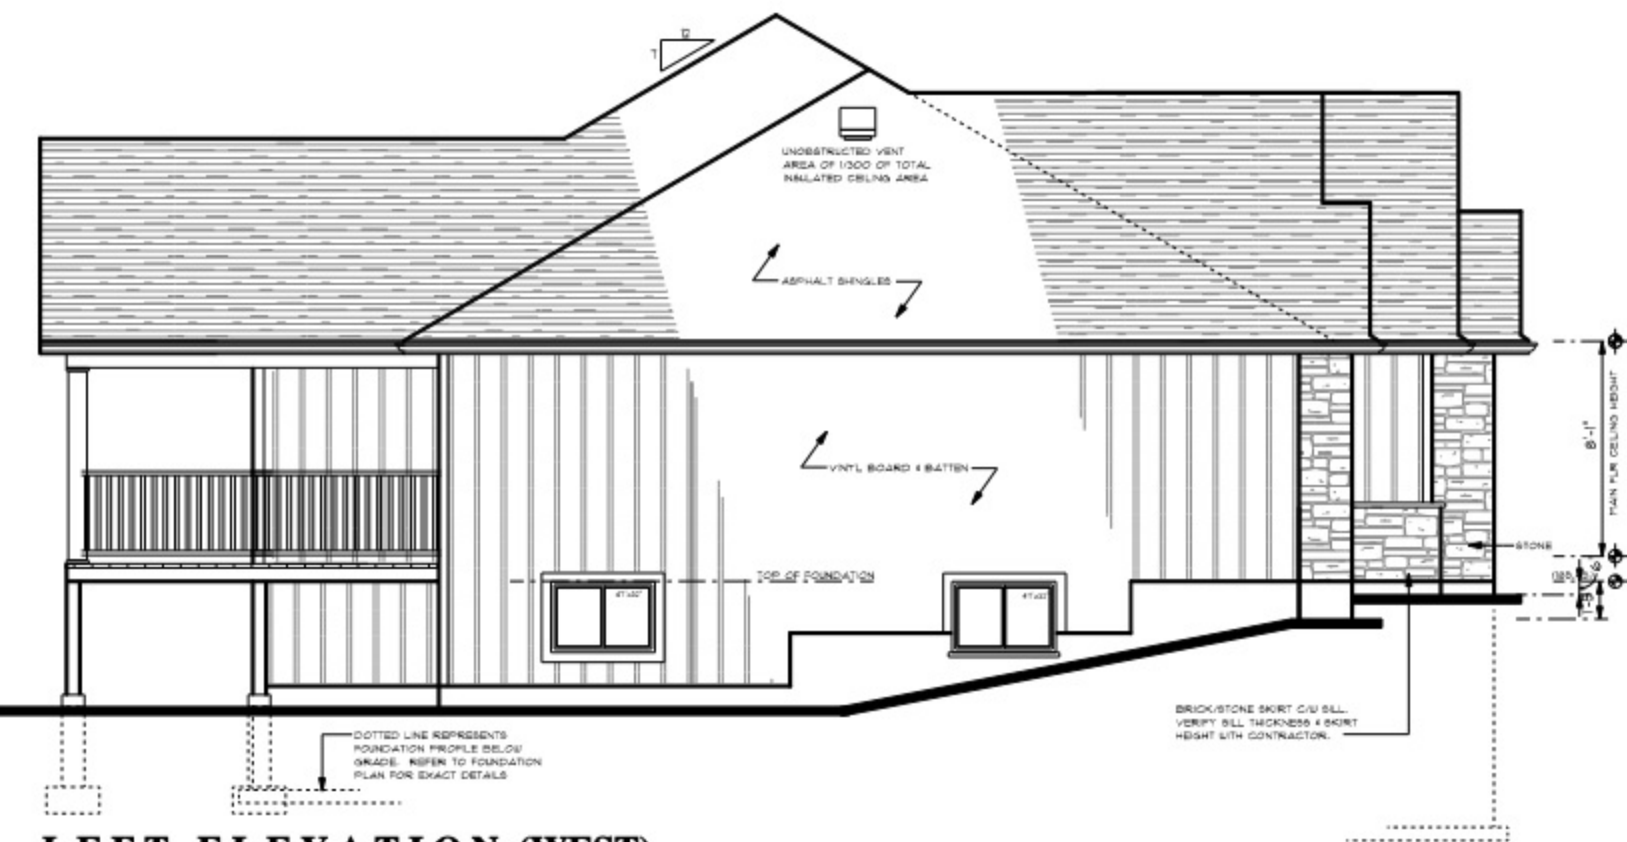 12
7
UNOBSTRUCTED VENT
AREA OF 1/300 OF TOTAL
INSULATED CEILING AREA
ASPHALT SHINGLES
VINYL BOARD & BATTEN
8'-1"
MAIN FLR CEILING HEIGHT
STONE
TOP OF FOUNDATION
BRICK/STONE SKIRT C/W SILL.
VERIFY SILL THICKNESS & SKIRT
HEIGHT WITH CONTRACTOR.
DOTTED LINE REPRESENTS
FOUNDATION PROFILE BELOW
GRADE. REFER TO FOUNDATION
PLAN FOR EXACT DETAILS
LEFT ELEVATION (WEST)